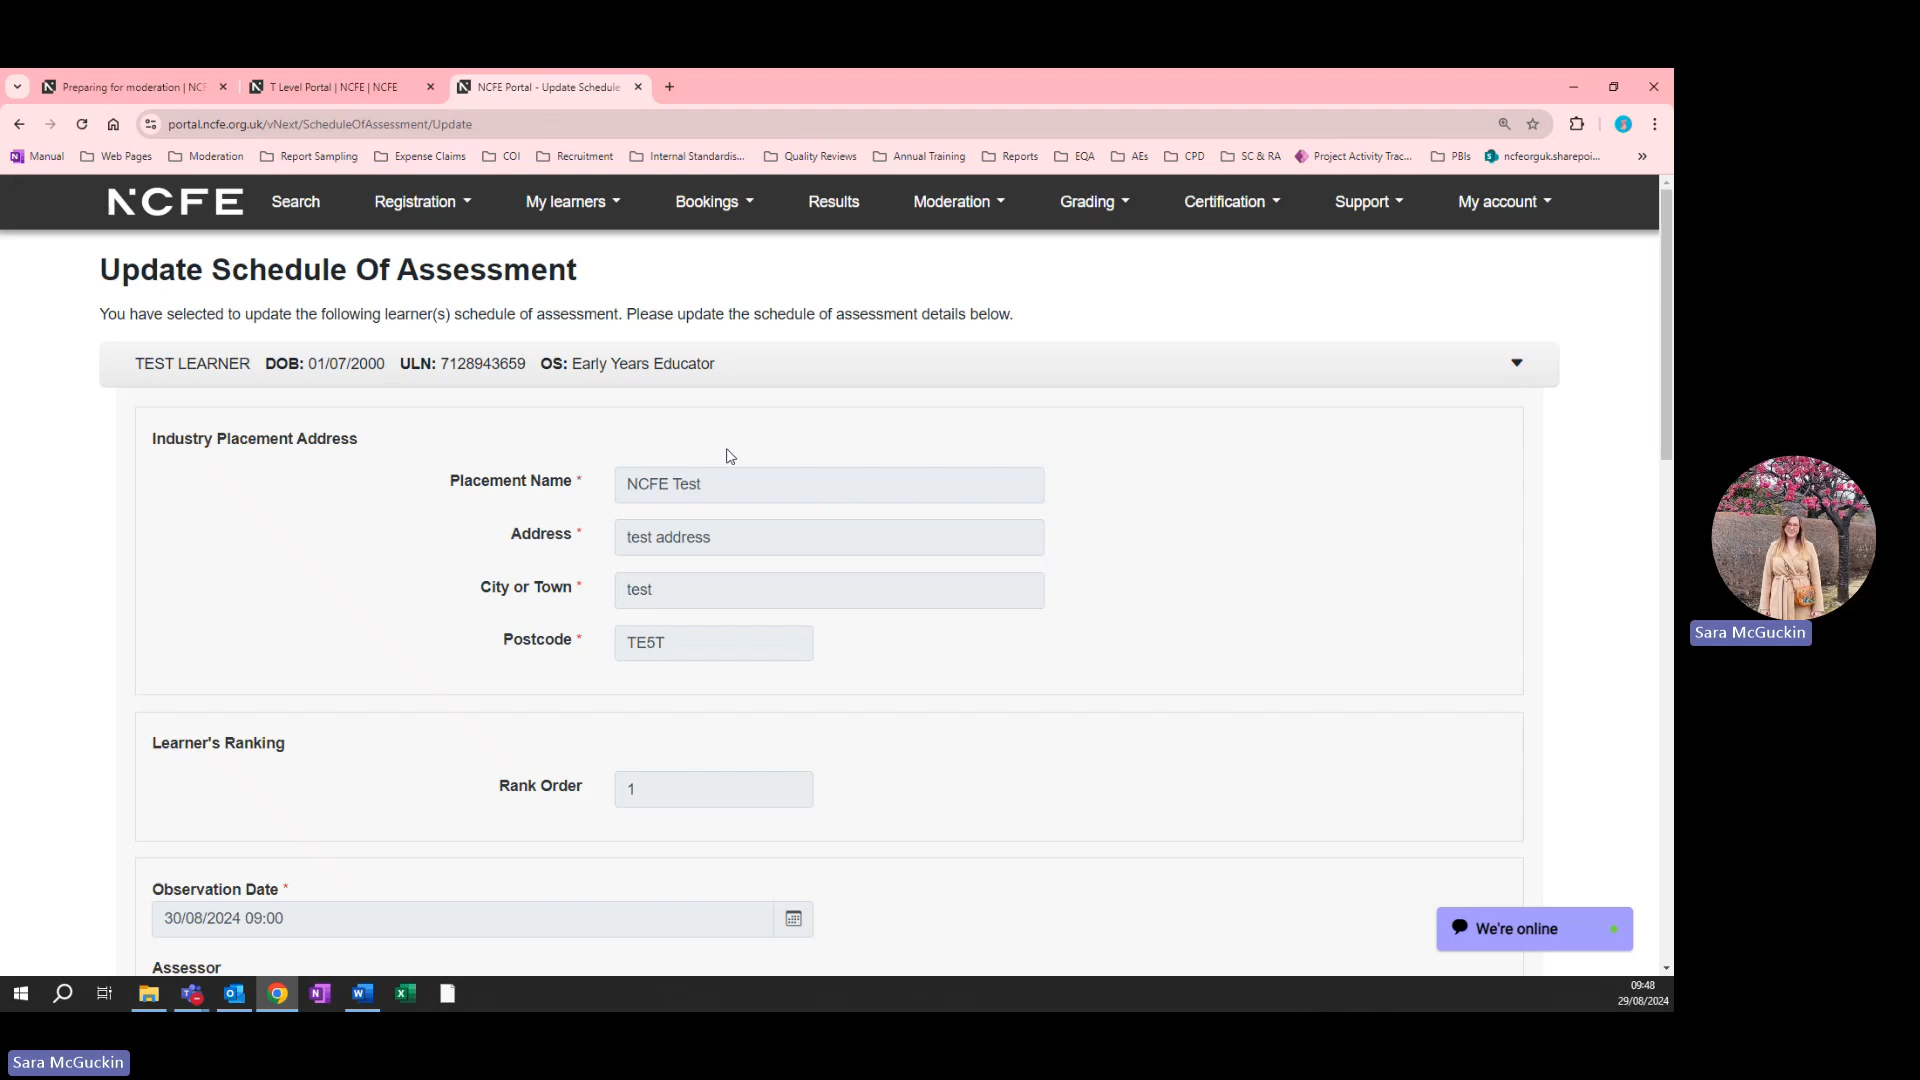 Preparing for moderation | NCF
T Level Portal | NCFE | NCFE
NCFE Portal - Update Schedule
portal.ncfe.org.uk/vNext/ScheduleOfAssessment/Update
Manual
Web Pages
Moderation
Report Sampling
Expense Claims
COI
Recruitment
Internal Standardis...
Quality Reviews
Annual Training
Reports
EQA
AEs
CPD
SC & RA
Project Activity Trac...
PBIs
ncfeorguk.sharepoi...
NCFE
Search
Registration
My learners
Bookings
Results
Moderation
Grading
Certification
Support
My account
Update Schedule Of Assessment
You have selected to update the following learner(s) schedule of assessment. Please update the schedule of assessment details below.
TEST LEARNER DOB: 01/07/2000 ULN: 7128943659 OS: Early Years Educator
Industry Placement Address
Placement Name * NCFE Test
Address * test address
City or Town * test
Postcode * TE5T
Learner's Ranking
Rank Order 1
Observation Date *
30/08/2024 09:00
Assessor
We're online
09:48
29/08/2024
Sara McGuckin
Sara McGuckin